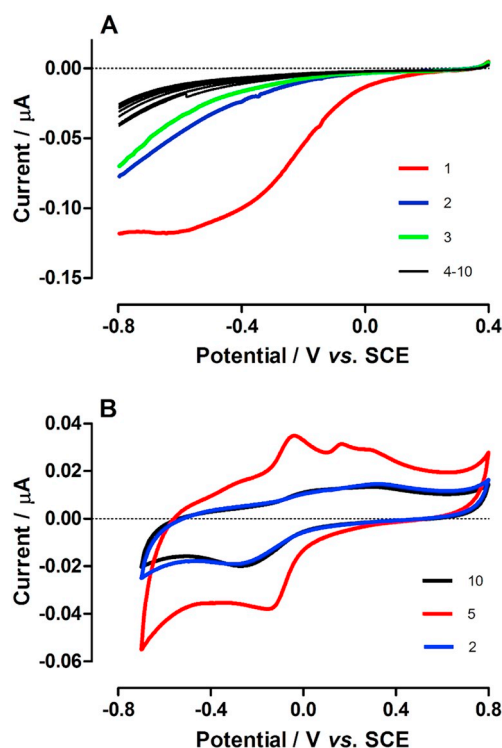 A
0.00
-0.05
-0.10
-0.15
Current / μA
1
2
3
4-10
-0.8 -0.4 0.0 0.4
Potential / V vs. SCE
B
0.04
0.02
0.00
-0.02
-0.04
-0.06
Current / μA
10
5
2
-0.8 -0.4 0.0 0.4 0.8
Potential / V vs. SCE